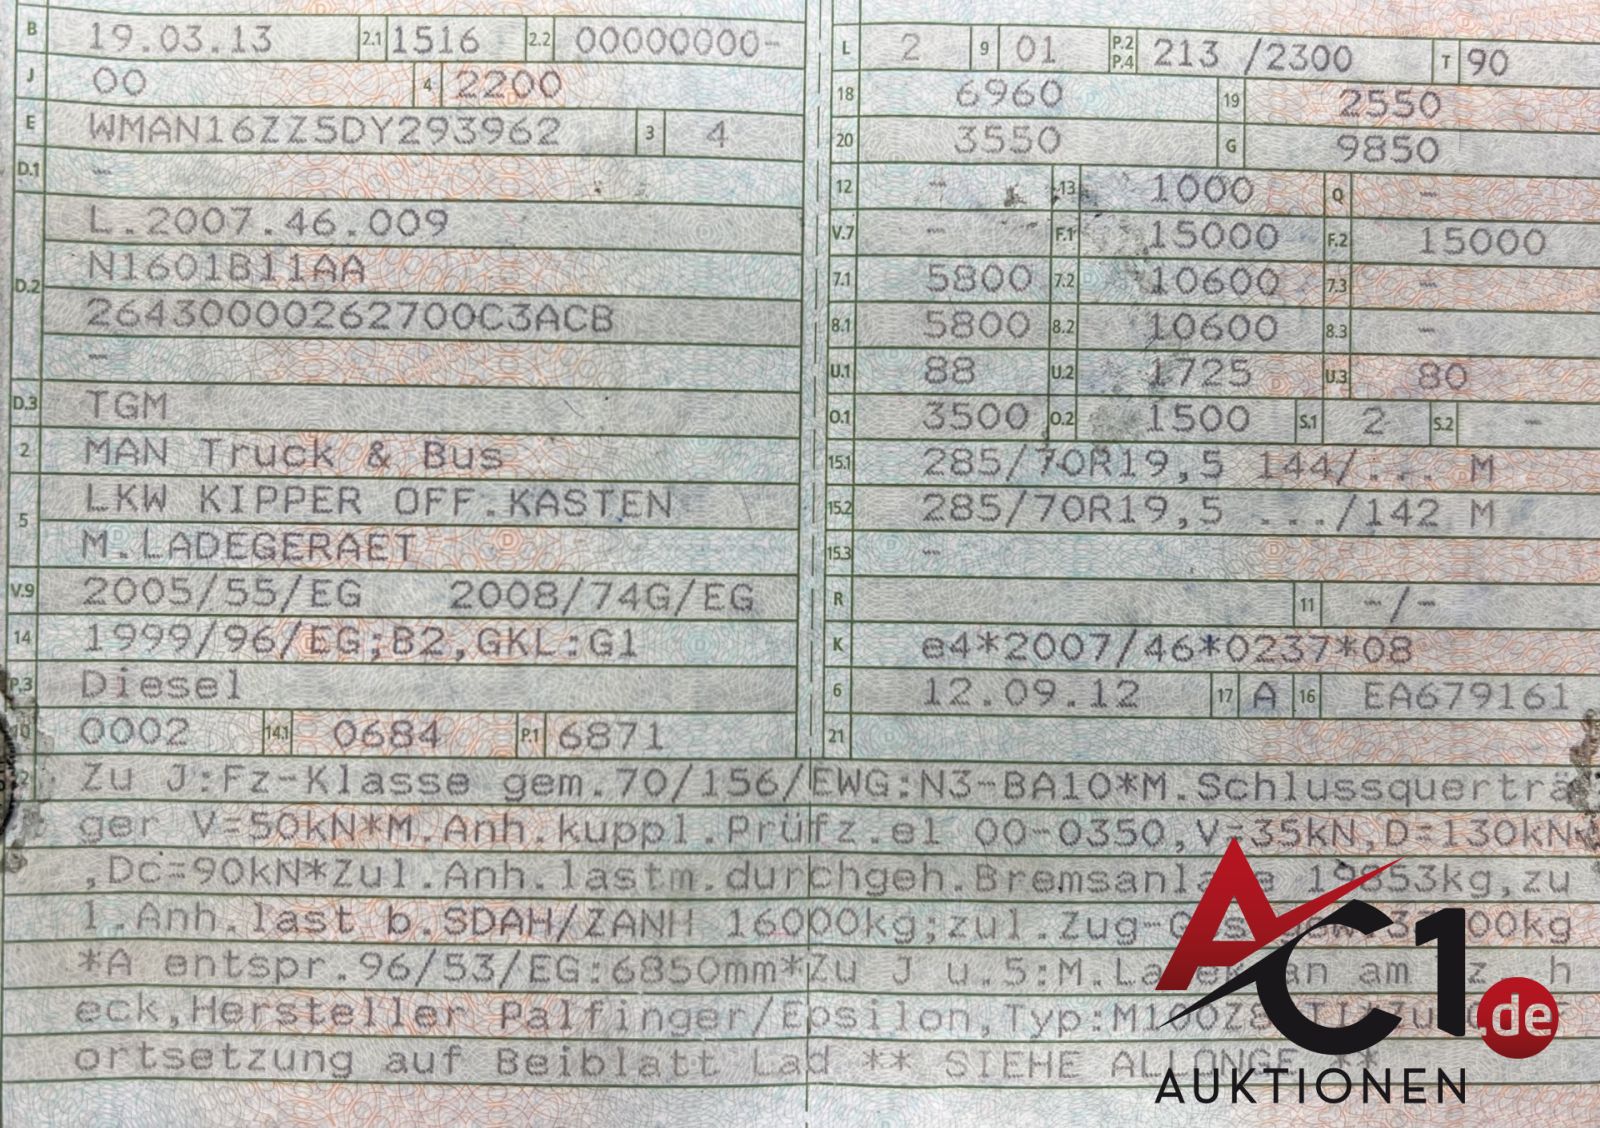 B 19.03.13 2.1 1516 2.2 00000000-
J 00 4 2200
E WMAN16ZZ5DY293962 3 4
D.1 -
L.2007.46.009
D.2 N1601B11AA
26430000262700C3ACB
-
D.3 TGM
2 MAN Truck & Bus
5 LKW KIPPER OFF.KASTEN
M.LADEGERAET
V.9 2005/55/EG 2008/74G/EG
14 1999/96/EG;B2,GKL:G1
P.3 Diesel
10 0002 14.1 0684 P.1 6871
L 2 9 01 P.2 P.4 213 /2300 T 90
18 6960 19 2550
20 3550 G 9850
12 - 13 1000 Q -
V.7 - F.1 15000 F.2 15000
7.1 5800 7.2 10600 7.3 -
8.1 5800 8.2 10600 8.3 -
U.1 88 U.2 1725 U.3 80
O.1 3500 O.2 1500 S.1 2 S.2 -
15.1 285/70R19,5 144/... M
15.2 285/70R19,5 .../142 M
15.3 -
R 11 -/-
K e4*2007/46*0237*08
6 12.09.12 17 A 16 EA679161
21
Zu J:Fz-Klasse gem.70/156/EWG:N3-BA10*M.Schlussquerträ
ger V=50kN*M.Anh.kuppl.Prüfz.e1 00-0350,V=35kN,D=130kN
,Dc=90kN*Zul.Anh.lastm.durchgeh.Bremsanlage 19853kg,zu
l.Anh.last b.SDAH/ZANH 16000kg;zul.Zug-
*A entspr.96/53/EG:6850mm*Zu J u.5:M. am
eck,Hersteller Palfinger/Epsilon,Typ:
ortsetzung auf Beiblatt Lad ** SIEHE ALLONGE **
AC1.de
AUKTIONEN